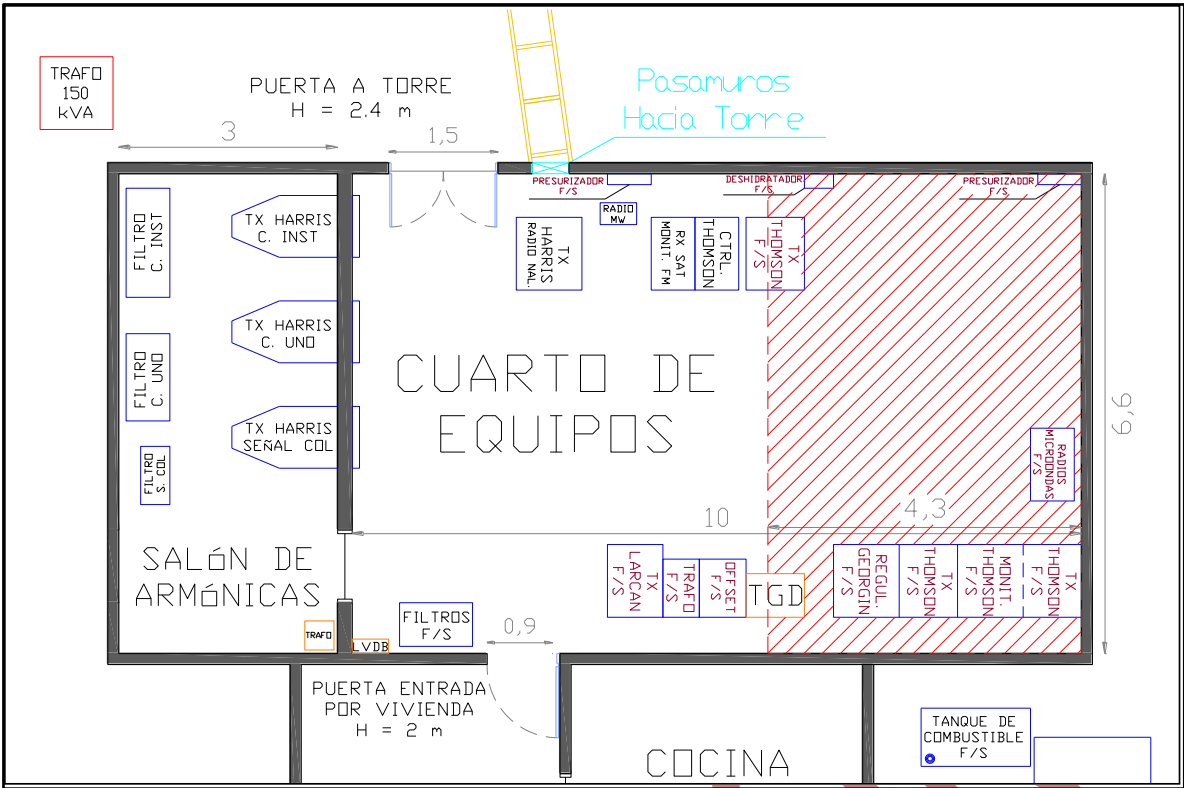 TRAFO
150
kVA
PUERTA A TORRE
H = 2.4 m
Pasamuros
Hacia Torre
3
1,5
PRESURIZADOR
F/S
DESHIDRATADOR
F/S
PRESURIZADOR
F/S
RADIO
MW
FILTRO
C. INST
TX HARRIS
C. INST
TX
HARRIS
RADIO NAL.
RX SAT
MONIT. FM
CTRL.
THOMSON
TX
THOMSON
F/S
FILTRO
C. UNO
TX HARRIS
C. UNO
CUARTO DE
EQUIPOS
6,6
FILTRO
S. COL
TX HARRIS
SEÑAL COL
RADIOS
MICROONDAS
F/S
10
4,3
SALóN DE
ARMóNICAS
TX
LARCAN
F/S
TRAFO
F/S
OFFSET
F/S
TGD
REGUL.
GEORGIN
F/S
TX
THOMSON
F/S
MONIT.
THOMSON
F/S
TX
THOMSON
F/S
TRAFO
LVDB
FILTROS
F/S
0,9
PUERTA ENTRADA
POR VIVIENDA
H = 2 m
COCINA
TANQUE DE
COMBUSTIBLE
F/S